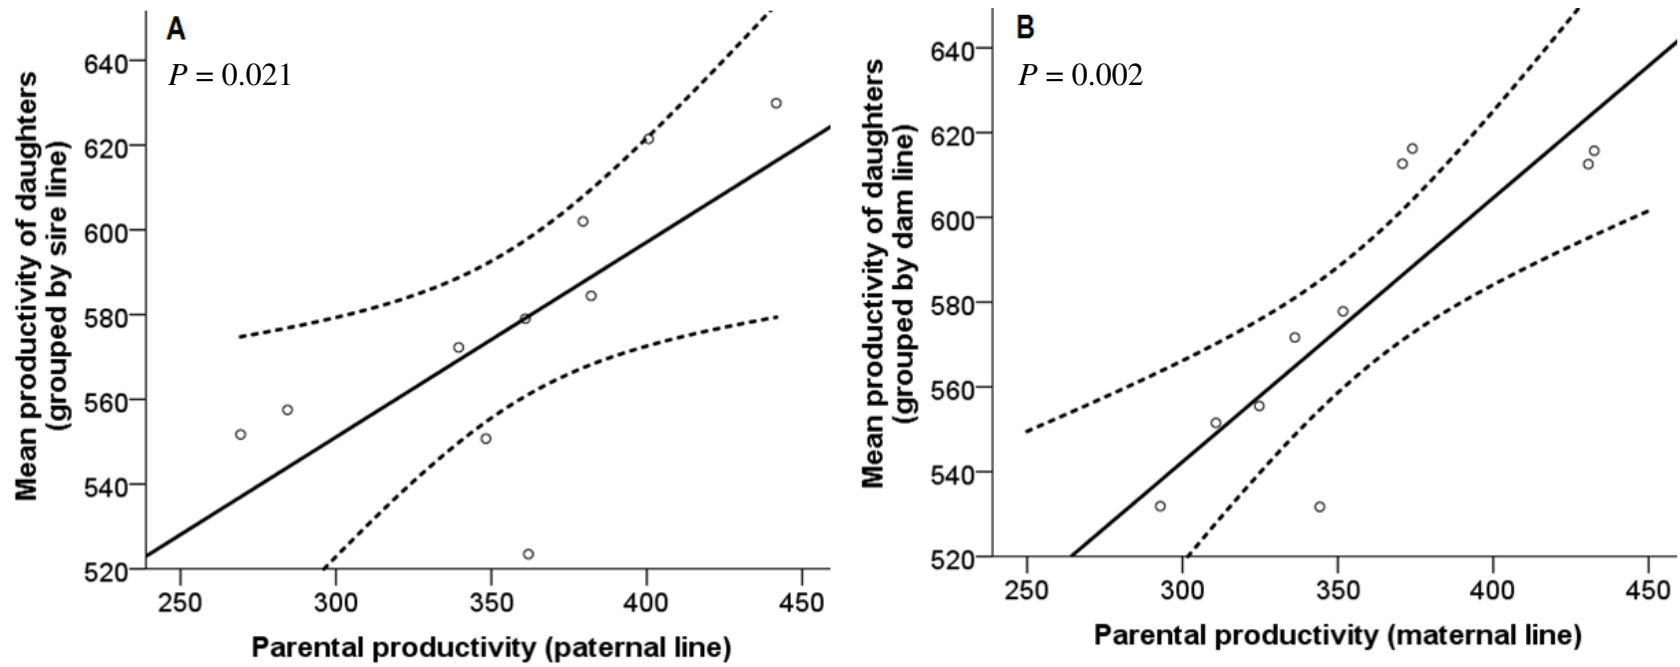 A
P = 0.021
Mean productivity of daughters
(grouped by sire line)
640
620
600
580
560
540
520
250 300 350 400 450
Parental productivity (paternal line)
B
P = 0.002
Mean productivity of daughters
(grouped by dam line)
640
620
600
580
560
540
520
250 300 350 400 450
Parental productivity (maternal line)